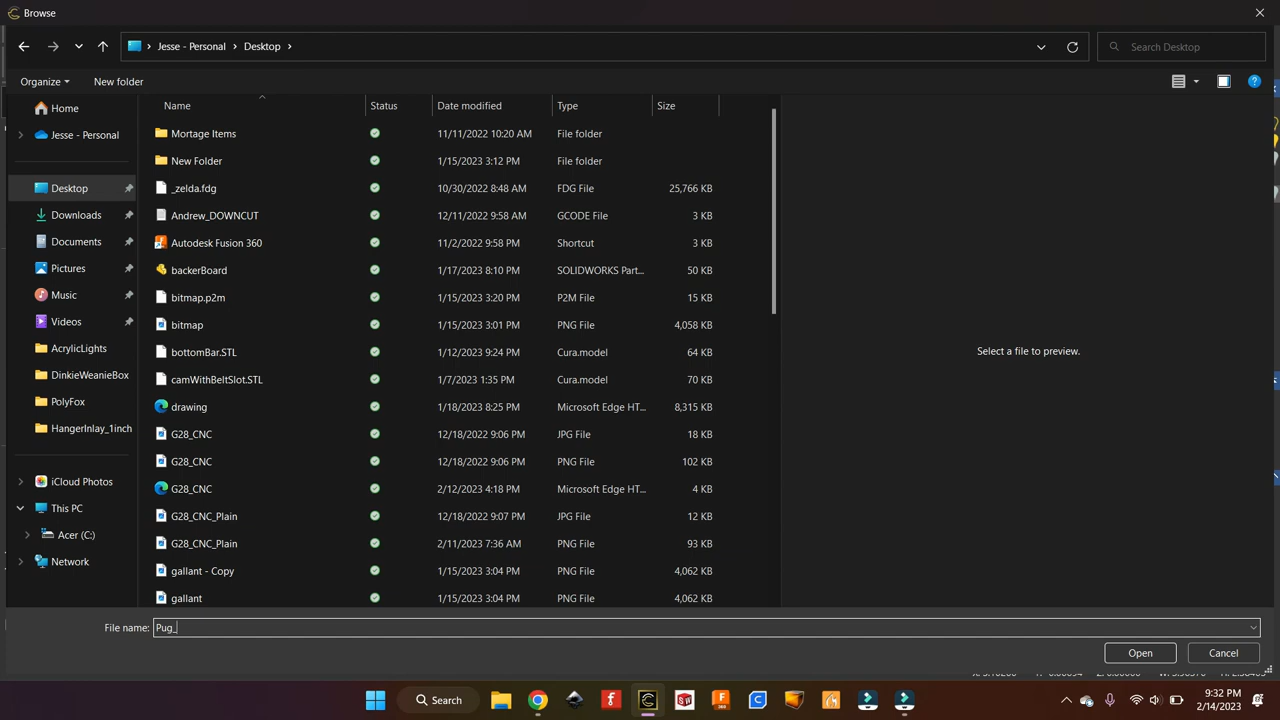 Browse
Jesse - Personal
Desktop
Search Desktop
Organize
New folder
Home
Jesse - Personal
Desktop
Downloads
Documents
Pictures
Music
Videos
AcrylicLights
DinkieWeanieBox
PolyFox
HangerInlay_1inch
iCloud Photos
This PC
Acer (C:)
Network
Name Status Date modified Type Size
Mortage Items 11/11/2022 10:20 AM File folder
New Folder 1/15/2023 3:12 PM File folder
_zelda.fdg 10/30/2022 8:48 AM FDG File 25,766 KB
Andrew_DOWNCUT 12/11/2022 9:58 AM GCODE File 3 KB
Autodesk Fusion 360 11/2/2022 9:58 PM Shortcut 3 KB
backerBoard 1/17/2023 8:10 PM SOLIDWORKS Part... 50 KB
bitmap.p2m 1/15/2023 3:20 PM P2M File 15 KB
bitmap 1/15/2023 3:01 PM PNG File 4,058 KB
bottomBar.STL 1/12/2023 9:24 PM Cura.model 64 KB
camWithBeltSlot.STL 1/7/2023 1:35 PM Cura.model 70 KB
drawing 1/18/2023 8:25 PM Microsoft Edge HT... 8,315 KB
G28_CNC 12/18/2022 9:06 PM JPG File 18 KB
G28_CNC 12/18/2022 9:06 PM PNG File 102 KB
G28_CNC 2/12/2023 4:18 PM Microsoft Edge HT... 4 KB
G28_CNC_Plain 12/18/2022 9:07 PM JPG File 12 KB
G28_CNC_Plain 2/11/2023 7:36 AM PNG File 93 KB
gallant - Copy 1/15/2023 3:04 PM PNG File 4,062 KB
gallant 1/15/2023 3:04 PM PNG File 4,062 KB
Select a file to preview.
File name: Pug_
Open
Cancel
Search
9:32 PM
2/14/2023